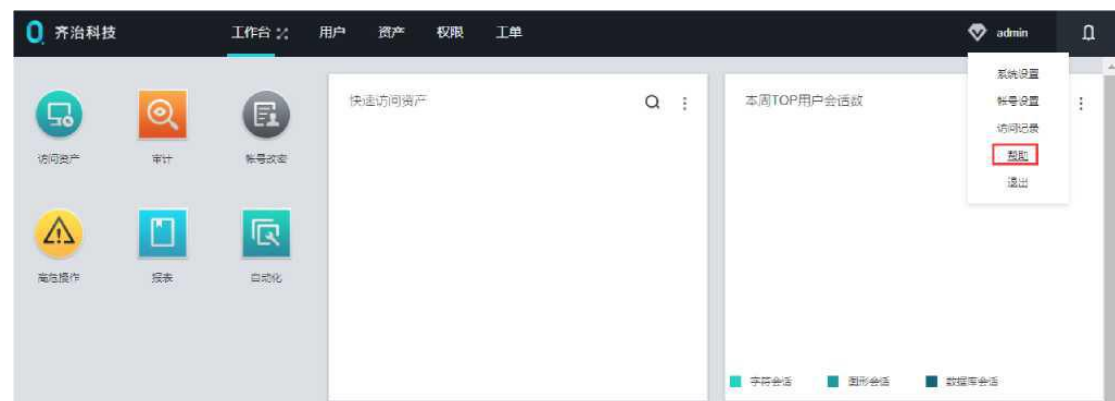 齐治科技 工作台 用户 资产 权限 工单 admin
系统设置
帐号设置
访问记录
帮助
退出
访问资产 审计 帐号改密
高危操作 报表 自动化
快速访问资产
本周TOP用户会话数
字符会话 图形会话 数据库会话